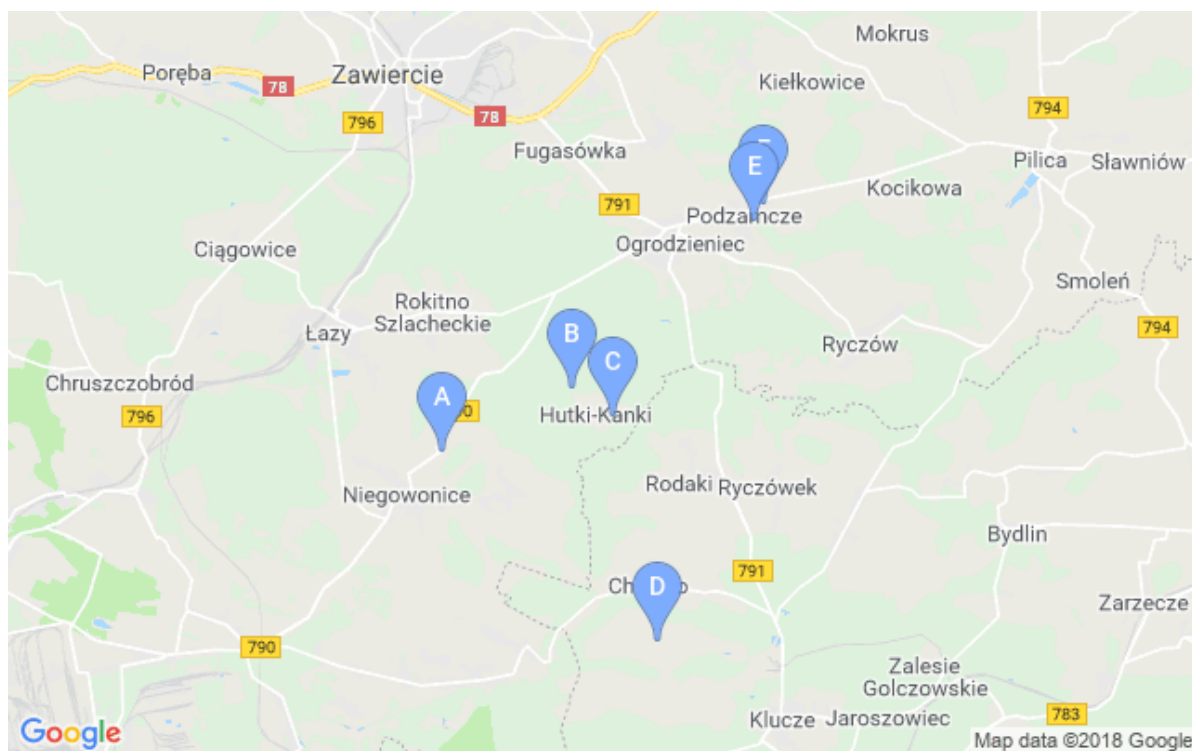 Mokrus
Poręba
Zawiercie
78
Kiełkowice
794
78
796
Fugasówka
Pilica
Sławniów
E
Kocikowa
791
Podzamcze
Ciągowice
Ogrodzieniec
Smoleń
Rokitno
Szlacheckie
794
Łazy
B
Ryczów
C
Chruszczobród
A
796
Hutki-Kanki
Niegowonice
Rodaki
Ryczówek
Bydlin
791
D
Zarzecze
790
Zalesie
Golczowskie
783
Klucze
Jaroszowiec
Google
Map data ©2018 Google